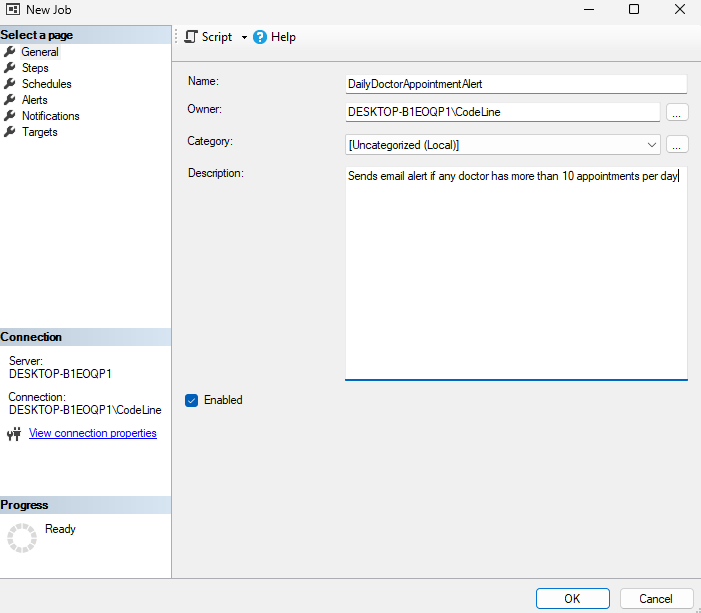 New Job
Select a page
General
Steps
Schedules
Alerts
Notifications
Targets
Connection
Server:
DESKTOP-B1EOQP1
Connection:
DESKTOP-B1EOQP1\CodeLine
View connection properties
Progress
Ready
Script
Help
Name:
DailyDoctorAppointmentAlert
Owner:
DESKTOP-B1EOQP1\CodeLine
...
Category:
[Uncategorized (Local)]
...
Description:
Sends email alert if any doctor has more than 10 appointments per day
Enabled
OK
Cancel